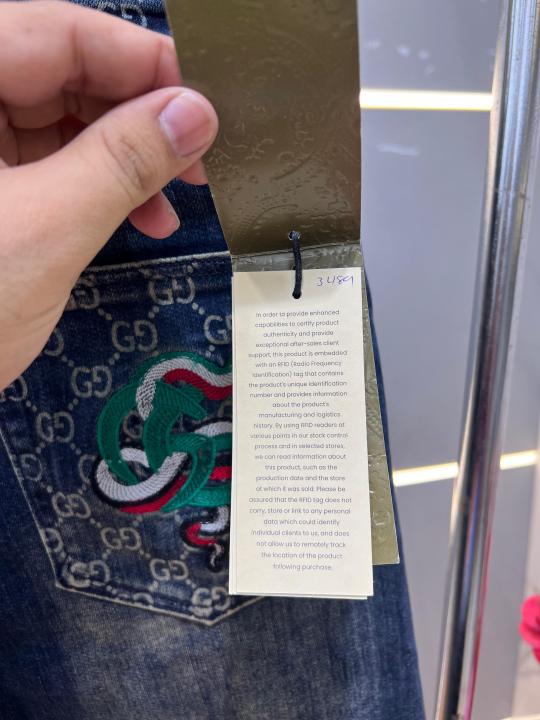 3489
In order to provide enhanced
capabilities to certify product
authenticity and provide
exceptional after-sales client
support, this product is embedded
with an RFID (Radio Frequency
Identification) tag that contains
the product's unique identification
number and provides information
about the product's
manufacturing and logistics
history. By using RFID readers at
various points in our stock control
process and in selected stores,
we can read information about
this product, such as the
production date and the store
at which it was sold. Please be
assured that the RFID tag does not
carry, store or link to any personal
data which could identify
individual clients to us, and does
not allow us to remotely track
the location of the product
following purchase.